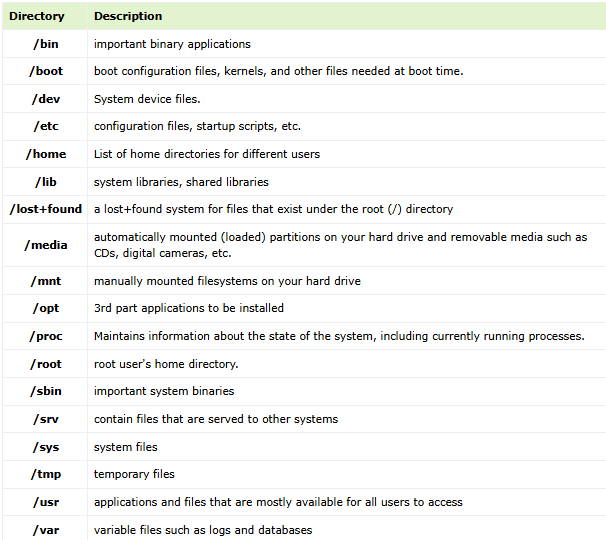 Directory Description
/bin important binary applications
/boot boot configuration files, kernels, and other files needed at boot time.
/dev System device files.
/etc configuration files, startup scripts, etc.
/home List of home directories for different users
/lib system libraries, shared libraries
/lost+found a lost+found system for files that exist under the root (/) directory
/media automatically mounted (loaded) partitions on your hard drive and removable media such as
CDs, digital cameras, etc.
/mnt manually mounted filesystems on your hard drive
/opt 3rd part applications to be installed
/proc Maintains information about the state of the system, including currently running processes.
/root root user's home directory.
/sbin important system binaries
/srv contain files that are served to other systems
/sys system files
/tmp temporary files
/usr applications and files that are mostly available for all users to access
/var variable files such as logs and databases